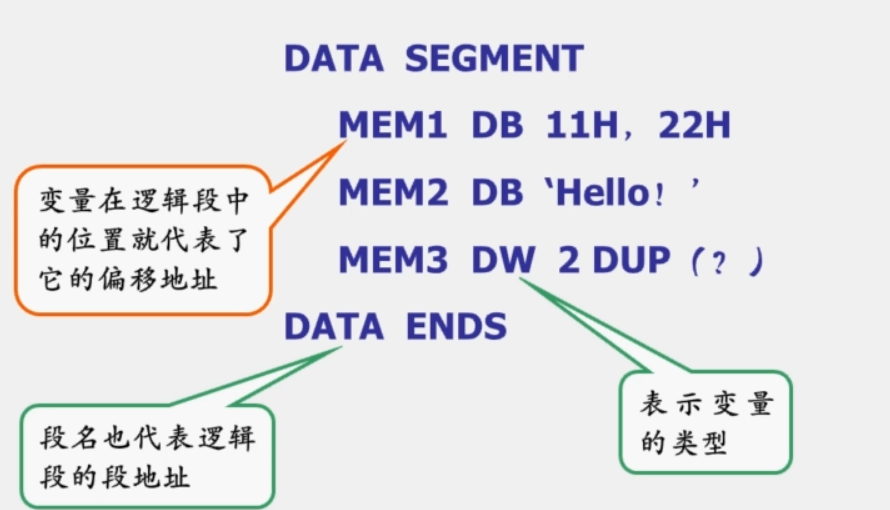 DATA SEGMENT
MEM1 DB 11H，22H
MEM2 DB ‘Hello！’
MEM3 DW 2 DUP（？）
DATA ENDS
变量在逻辑段中
的位置就代表了
它的偏移地址
段名也代表逻辑
段的段地址
表示变量
的类型